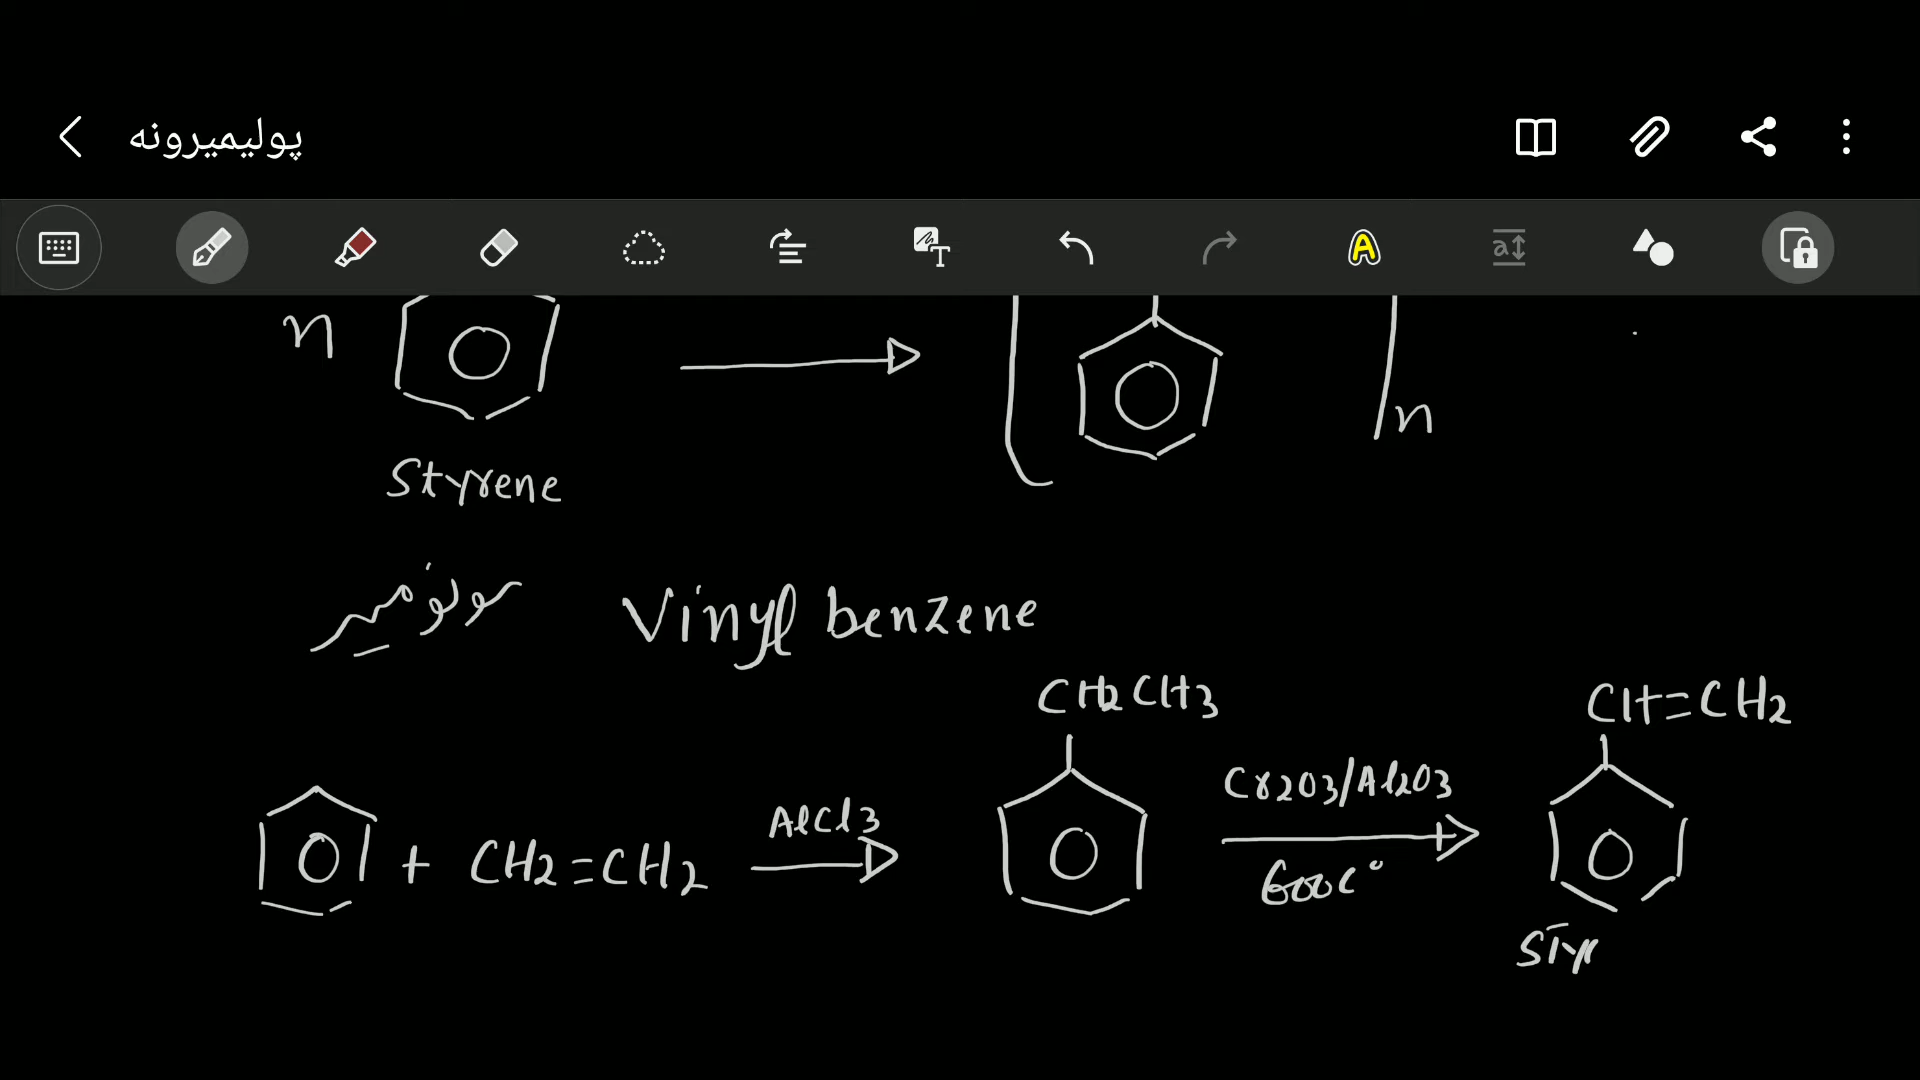 پولیمیرونه
n
n
Styrene
مونومیر Vinyl benzene
CH2CH3 CH=CH2
+ CH2=CH2 AlCl3 Cr2O3/Al2O3
600C°
Styr